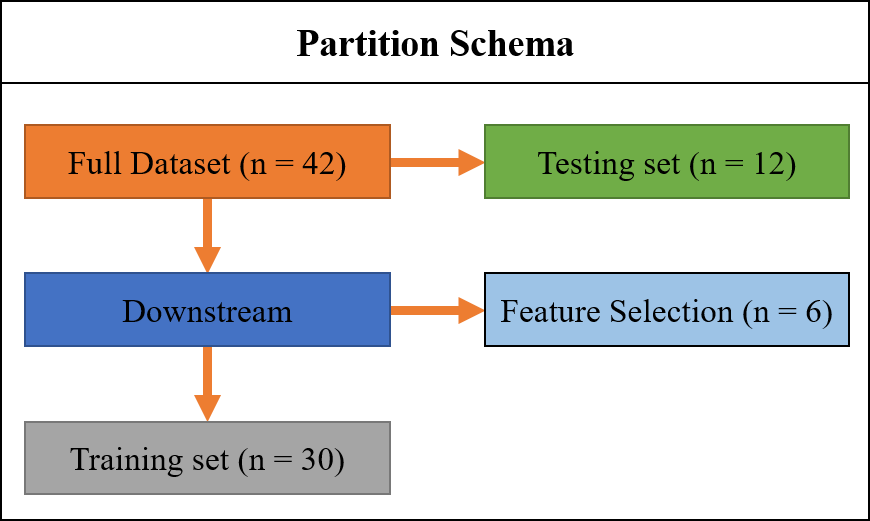 Partition Schema
Full Dataset (n = 42)
Testing set (n = 12)
Downstream
Feature Selection (n = 6)
Training set (n = 30)